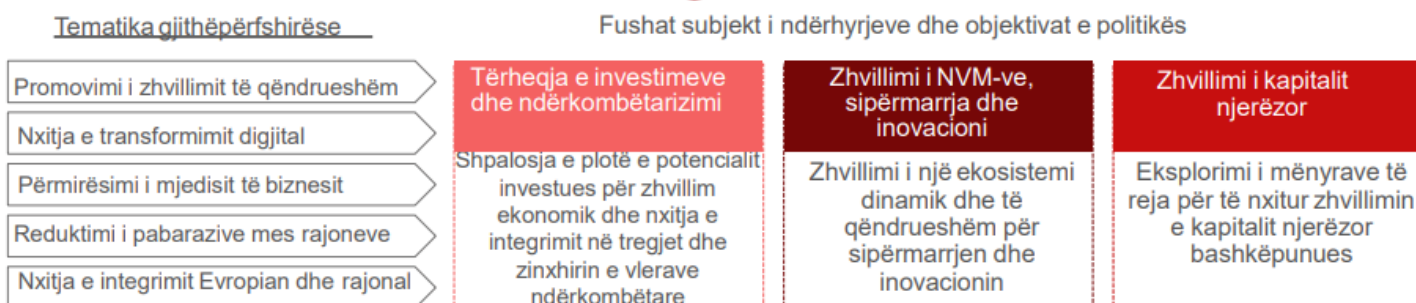 Tematika gjithëpërfshirëse
Fushat subjekt i ndërhyrjeve dhe objektivat e politikës
Promovimi i zhvillimit të qëndrueshëm
Nxitja e transformimit digjital
Përmirësimi i mjedisit të biznesit
Reduktimi i pabarazive mes rajoneve
Nxitja e integrimit Evropian dhe rajonal
Tërheqja e investimeve
dhe ndërkombëtarizimi
Shpalosja e plotë e potencialit
investues për zhvillim
ekonomik dhe nxitja e
integrimit në tregjet dhe
zinxhirin e vlerave
ndërkombëtare
Zhvillimi i NVM-ve,
sipërmarrja dhe
inovacioni
Zhvillimi i një ekosistemi
dinamik dhe të
qëndrueshëm për
sipërmarrjen dhe
inovacionin
Zhvillimi i kapitalit
njerëzor
Eksplorimi i mënyrave të
reja për të nxitur zhvillimin
e kapitalit njerëzor
bashkëpunues